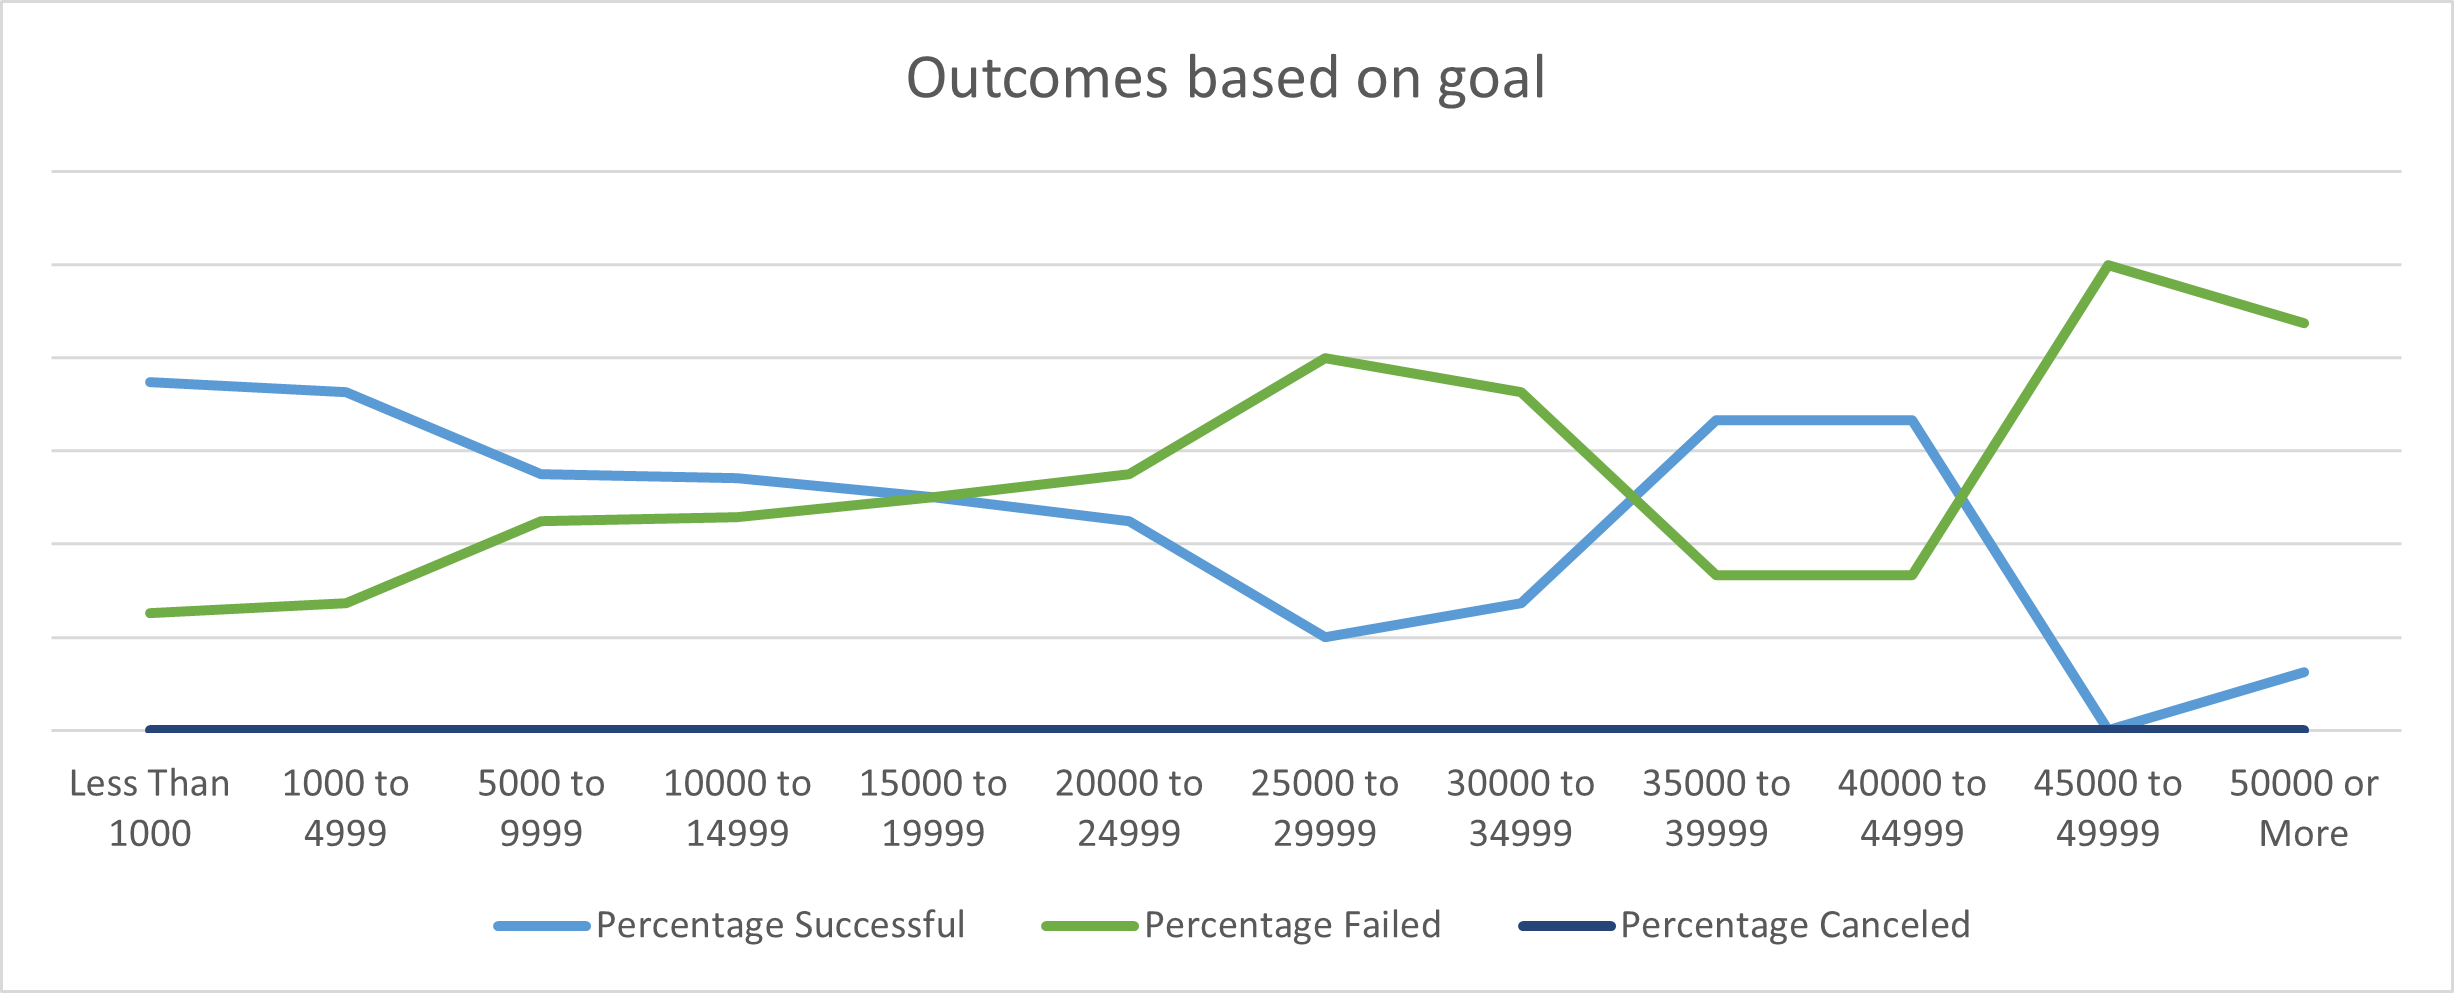 Outcomes based on goal
Less Than 1000 to 5000 to 10000 to 15000 to 20000 to 25000 to 30000 to 35000 to 40000 to 45000 to 50000 or
1000 4999 9999 14999 19999 24999 29999 34999 39999 44999 49999 More
Percentage Successful Percentage Failed Percentage Canceled